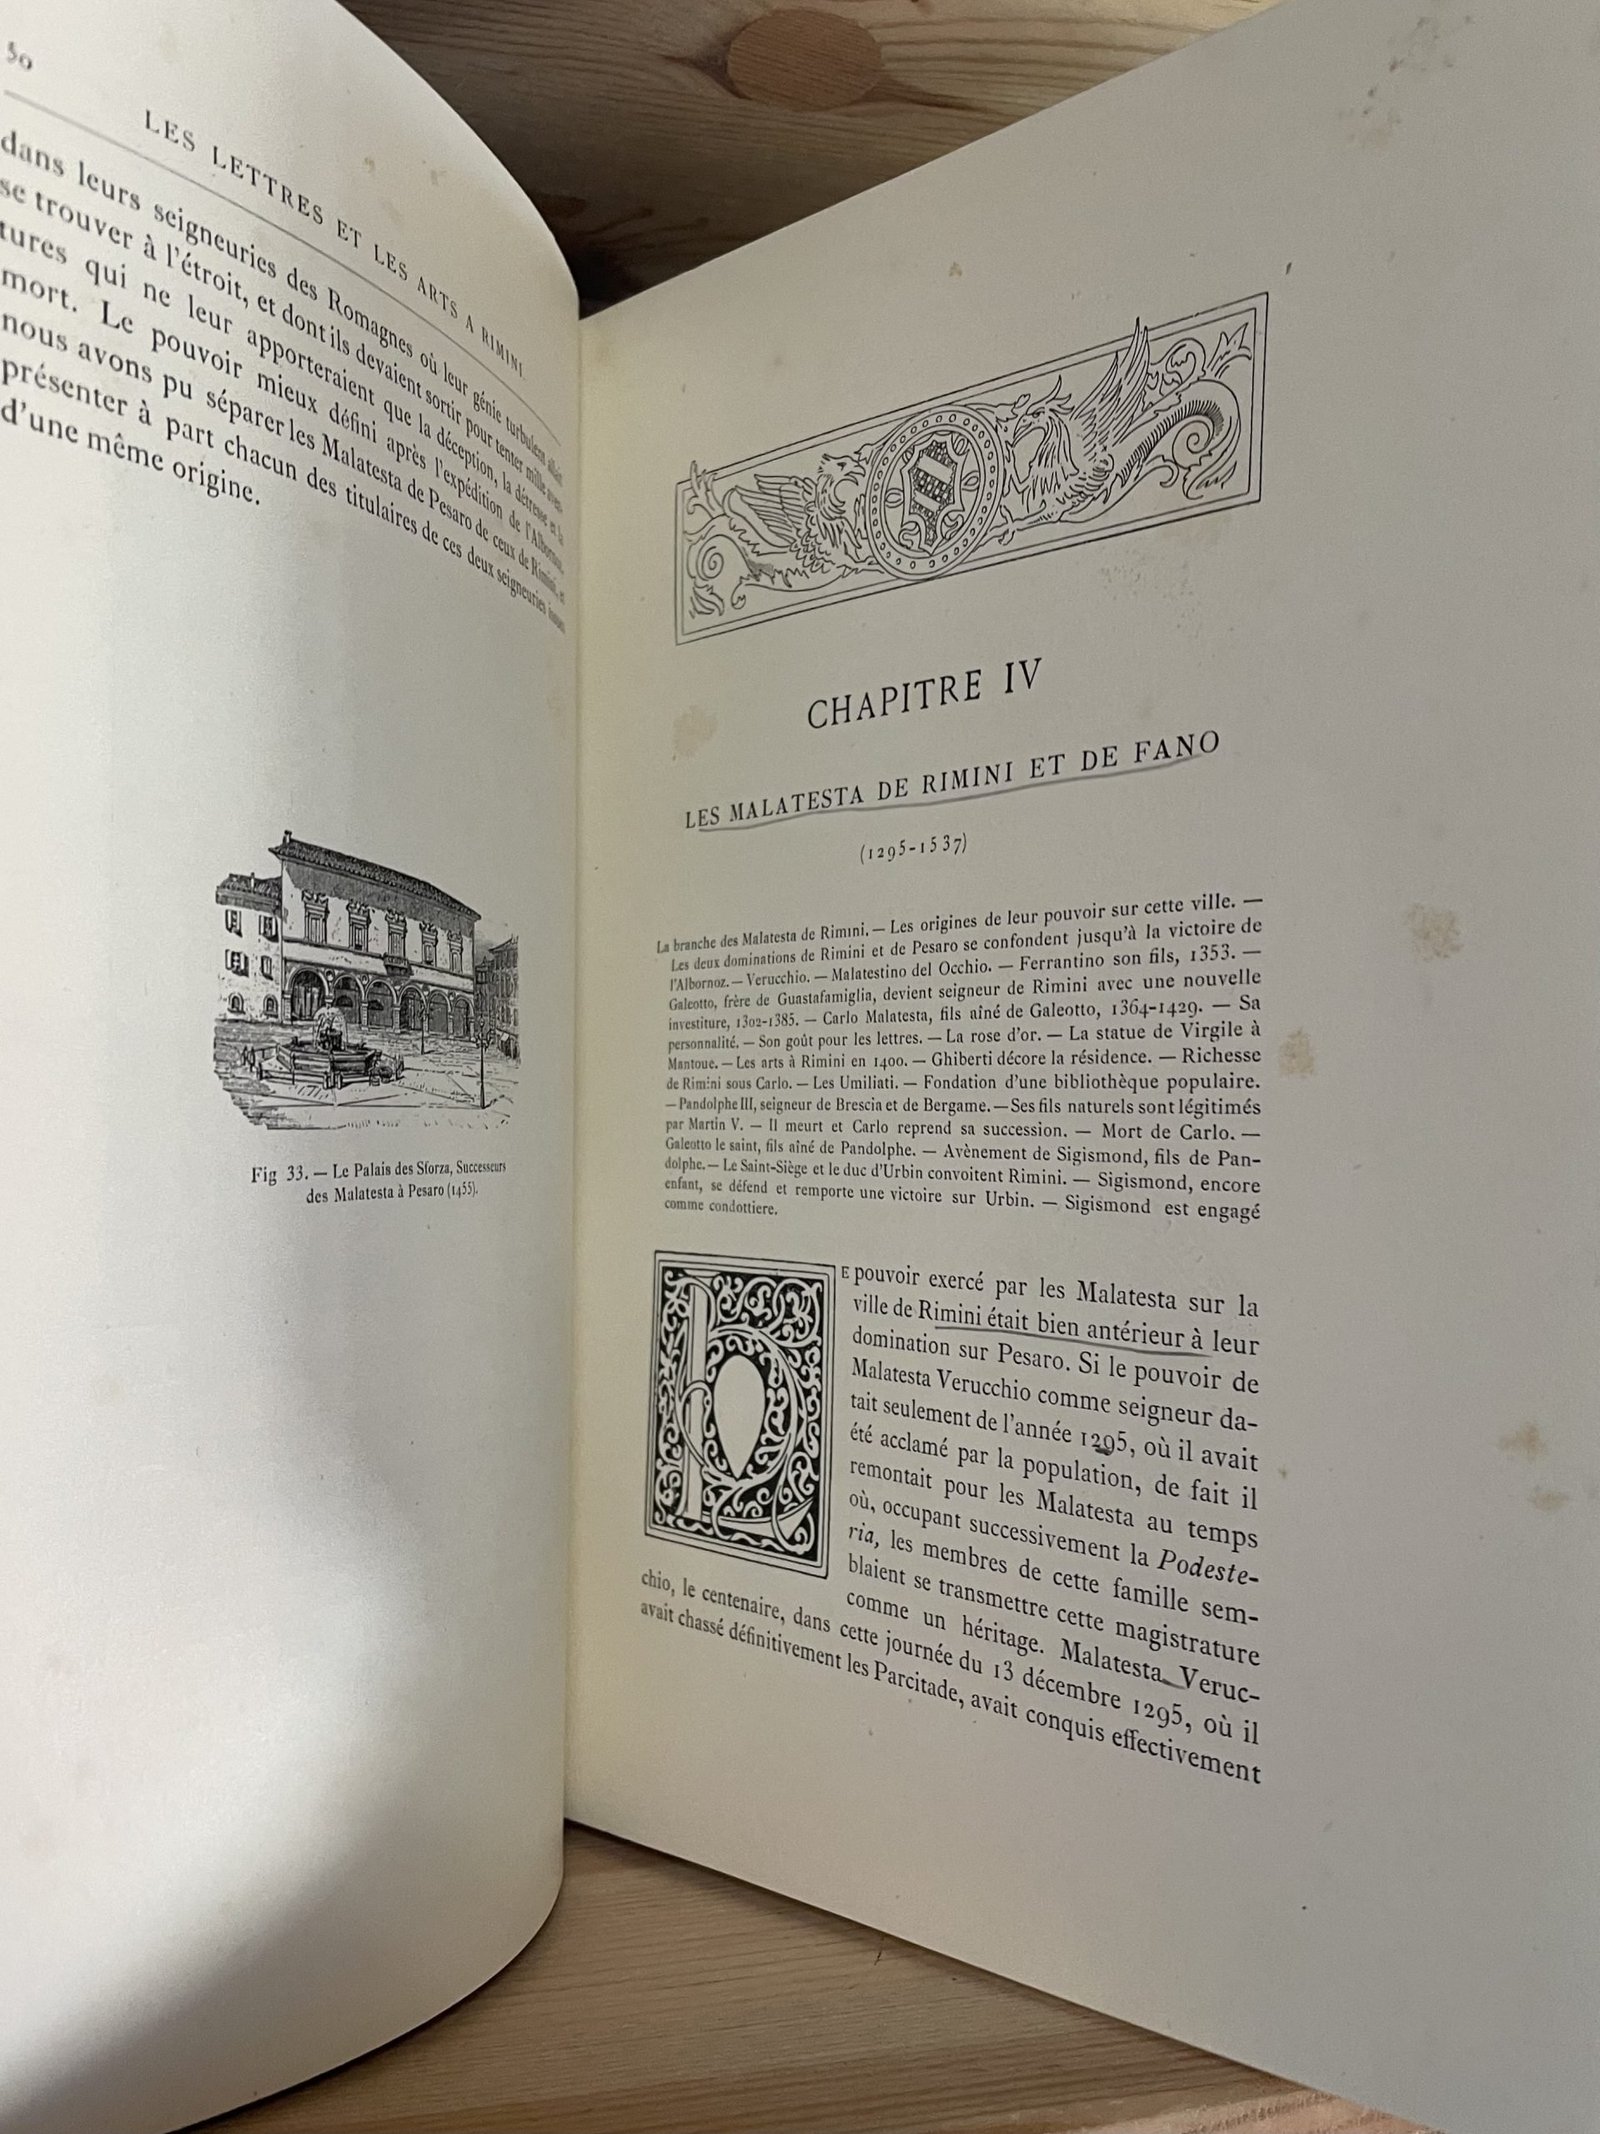 50
LES LETTRES ET LES ARTS A RIMINI.
dans leurs seigneuries des Romagnes où leur génie turbulent allait
se trouver à l'étroit, et dont ils devaient sortir pour tenter mille aven-
tures qui ne leur apporteraient que la déception, la détresse et la
mort. Le pouvoir mieux défini après l'expédition de l'Albornoz,
nous avons pu séparer les Malatesta de Pesaro de ceux de Rimini, et
présenter à part chacun des titulaires de ces deux seigneuries issues
d'une même origine.
Fig 33. — Le Palais des Sforza, Successeurs
des Malatesta à Pesaro (1455).
CHAPITRE IV
LES MALATESTA DE RIMINI ET DE FANO
(1295-1537)
La branche des Malatesta de Rimini. — Les origines de leur pouvoir sur cette ville. —
Les deux dominations de Rimini et de Pesaro se confondent jusqu'à la victoire de
l'Albornoz. — Verucchio. — Malatestino del Occhio. — Ferrantino son fils, 1353. —
Galeotto, frère de Guastafamiglia, devient seigneur de Rimini avec une nouvelle
investiture, 1302-1385. — Carlo Malatesta, fils aîné de Galeotto, 1364-1429. — Sa
personnalité. — Son goût pour les lettres. — La rose d'or. — La statue de Virgile à
Mantoue. — Les arts à Rimini en 1400. — Ghiberti décore la résidence. — Richesse
de Rimini sous Carlo. — Les Umiliati. — Fondation d'une bibliothèque populaire.
— Pandolphe III, seigneur de Brescia et de Bergame. — Ses fils naturels sont légitimés
par Martin V. — Il meurt et Carlo reprend sa succession. — Mort de Carlo. —
Galeotto le saint, fils aîné de Pandolphe. — Avènement de Sigismond, fils de Pan-
dolphe. — Le Saint-Siège et le duc d'Urbin convoitent Rimini. — Sigismond, encore
enfant, se défend et remporte une victoire sur Urbin. — Sigismond est engagé
comme condottiere.
LE pouvoir exercé par les Malatesta sur la
ville de Rimini était bien antérieur à leur
domination sur Pesaro. Si le pouvoir de
Malatesta Verucchio comme seigneur da-
tait seulement de l'année 1295, où il avait
été acclamé par la population, de fait il
remontait pour les Malatesta au temps
où, occupant successivement la Podeste-
ria, les membres de cette famille sem-
blaient se transmettre cette magistrature
comme un héritage. Malatesta Veruc-
chio, le centenaire, dans cette journée du 13 décembre 1295, où il
avait chassé définitivement les Parcitade, avait conquis effectivement